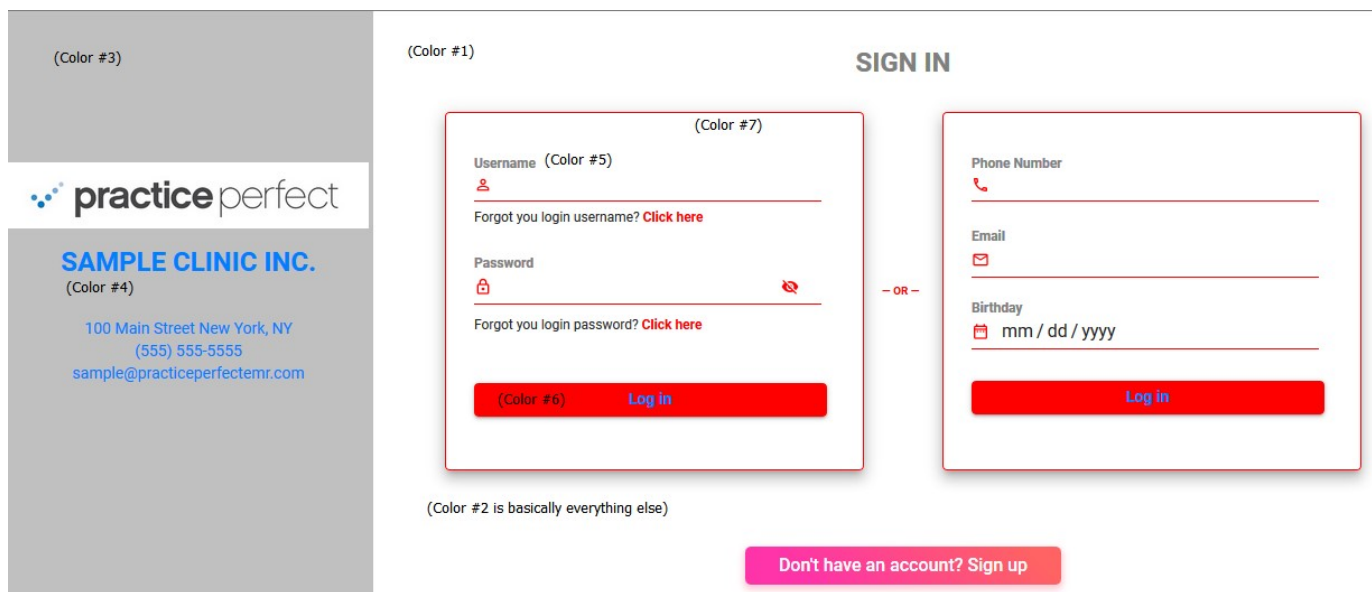 (Color #3)
practiceperfect
SAMPLE CLINIC INC.
(Color #4)
100 Main Street New York, NY
(555) 555-5555
sample@practiceperfectemr.com
(Color #1)
SIGN IN
(Color #7)
Username (Color #5)
Forgot you login username? Click here
Password
Forgot you login password? Click here
(Color #6) Log in
– OR –
Phone Number
Email
Birthday
mm / dd / yyyy
Log in
(Color #2 is basically everything else)
Don't have an account? Sign up